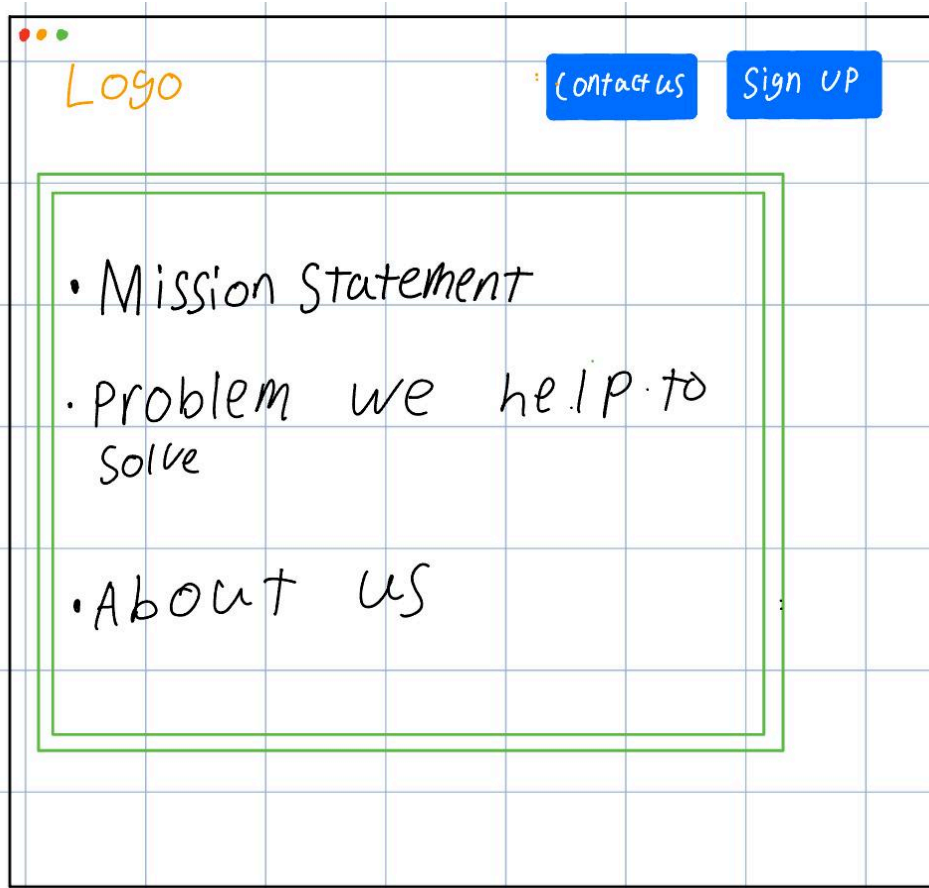 Logo
Contact us
Sign UP
• Mission Statement
• Problem we help to
solve
• About us